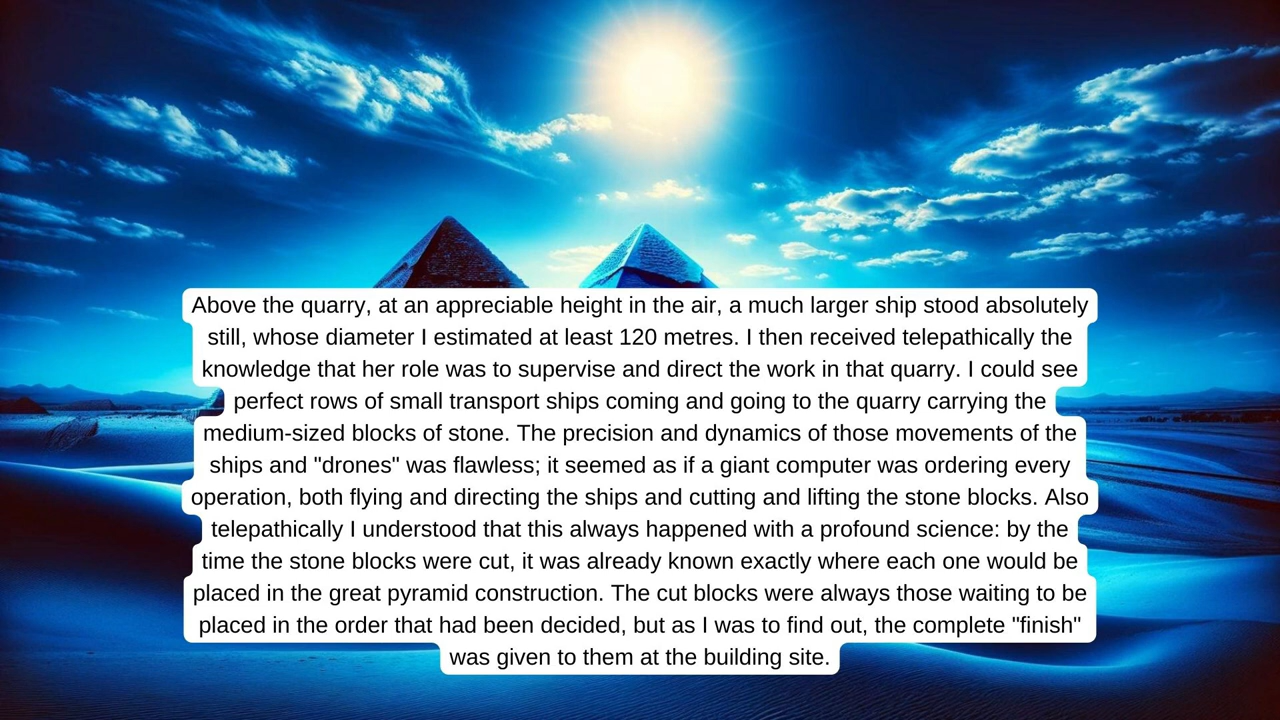 Above the quarry, at an appreciable height in the air, a much larger ship stood absolutely
still, whose diameter I estimated at least 120 metres. I then received telepathically the
knowledge that her role was to supervise and direct the work in that quarry. I could see
perfect rows of small transport ships coming and going to the quarry carrying the
medium-sized blocks of stone. The precision and dynamics of those movements of the
ships and "drones" was flawless; it seemed as if a giant computer was ordering every
operation, both flying and directing the ships and cutting and lifting the stone blocks. Also
telepathically I understood that this always happened with a profound science: by the
time the stone blocks were cut, it was already known exactly where each one would be
placed in the great pyramid construction. The cut blocks were always those waiting to be
placed in the order that had been decided, but as I was to find out, the complete "finish"
was given to them at the building site.